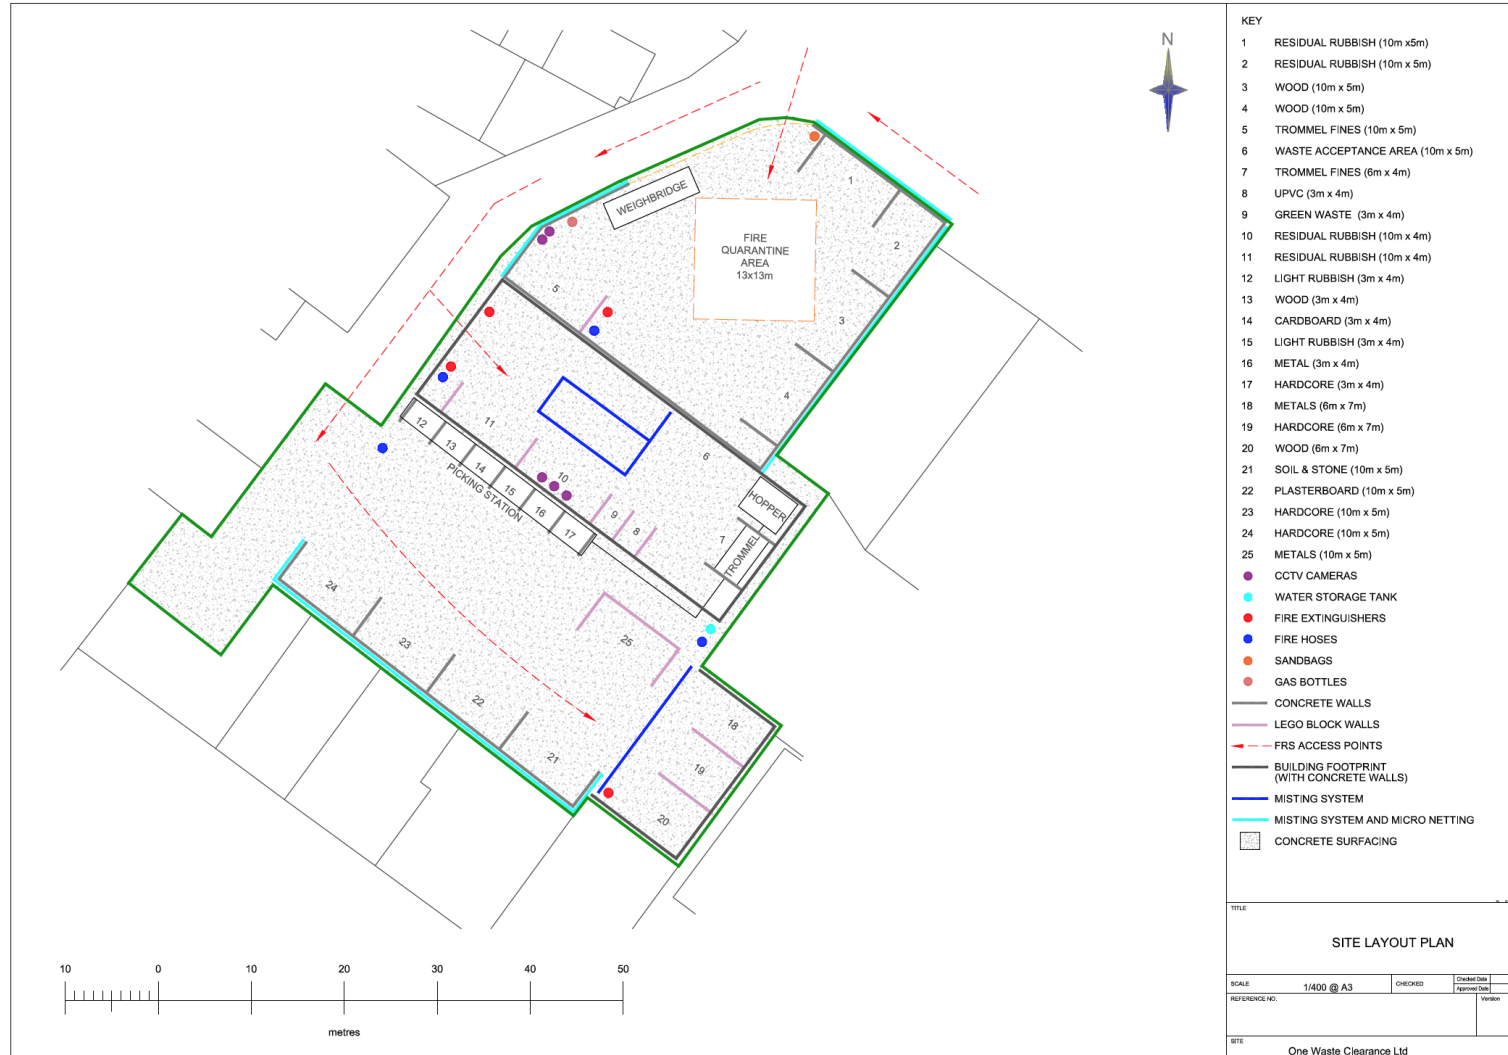 N
WEIGHBRIDGE
FIRE
QUARANTINE
AREA
13x13m
1
2
3
4
5
6
7
8
9
10
11
12
13
14
15
16
17
PICKING STATION
HOPPER
TROMMEL
18
19
20
21
22
23
24
25
10 0 10 20 30 40 50
metres
KEY
1 RESIDUAL RUBBISH (10m x5m)
2 RESIDUAL RUBBISH (10m x 5m)
3 WOOD (10m x 5m)
4 WOOD (10m x 5m)
5 TROMMEL FINES (10m x 5m)
6 WASTE ACCEPTANCE AREA (10m x 5m)
7 TROMMEL FINES (6m x 4m)
8 UPVC (3m x 4m)
9 GREEN WASTE (3m x 4m)
10 RESIDUAL RUBBISH (10m x 4m)
11 RESIDUAL RUBBISH (10m x 4m)
12 LIGHT RUBBISH (3m x 4m)
13 WOOD (3m x 4m)
14 CARDBOARD (3m x 4m)
15 LIGHT RUBBISH (3m x 4m)
16 METAL (3m x 4m)
17 HARDCORE (3m x 4m)
18 METALS (6m x 7m)
19 HARDCORE (6m x 7m)
20 WOOD (6m x 7m)
21 SOIL & STONE (10m x 5m)
22 PLASTERBOARD (10m x 5m)
23 HARDCORE (10m x 5m)
24 HARDCORE (10m x 5m)
25 METALS (10m x 5m)
CCTV CAMERAS
WATER STORAGE TANK
FIRE EXTINGUISHERS
FIRE HOSES
SANDBAGS
GAS BOTTLES
CONCRETE WALLS
LEGO BLOCK WALLS
FRS ACCESS POINTS
BUILDING FOOTPRINT
(WITH CONCRETE WALLS)
MISTING SYSTEM
MISTING SYSTEM AND MICRO NETTING
CONCRETE SURFACING
TITLE
SITE LAYOUT PLAN
SCALE 1/400 @ A3 CHECKED Checked Date
Approved Date
REFERENCE NO. Version
SITE
One Waste Clearance Ltd